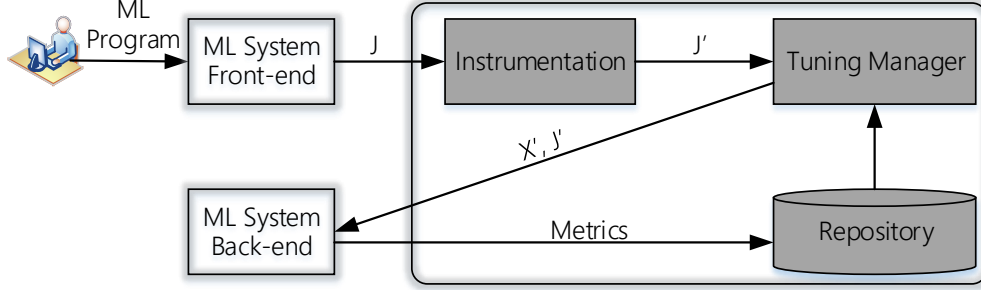 ML
Program
ML System
Front-end
J
Instrumentation
J’
Tuning Manager
X', J'
ML System
Back-end
Metrics
Repository